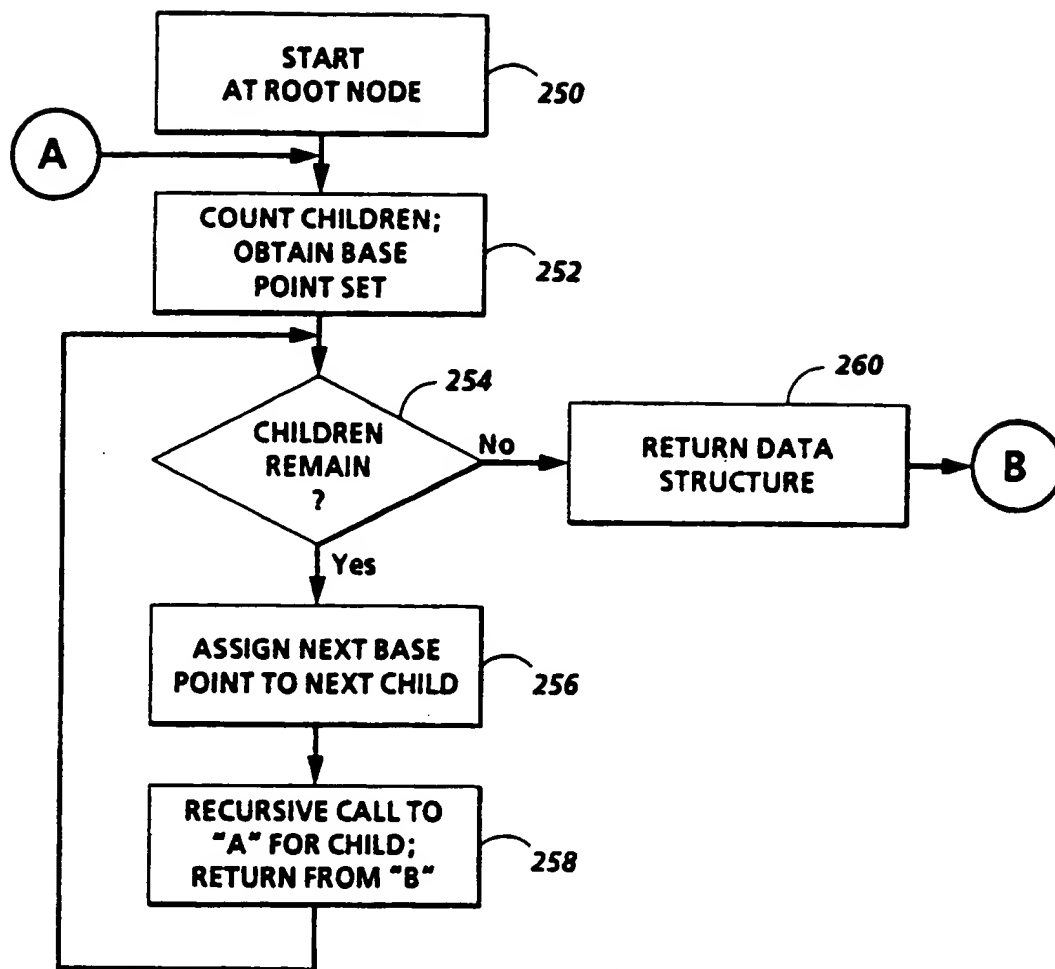 START
AT ROOT NODE
250
A
COUNT CHILDREN;
OBTAIN BASE
POINT SET
252
254
CHILDREN
REMAIN
?
No
260
RETURN DATA
STRUCTURE
B
Yes
ASSIGN NEXT BASE
POINT TO NEXT CHILD
256
RECURSIVE CALL TO
"A" FOR CHILD;
RETURN FROM "B"
258